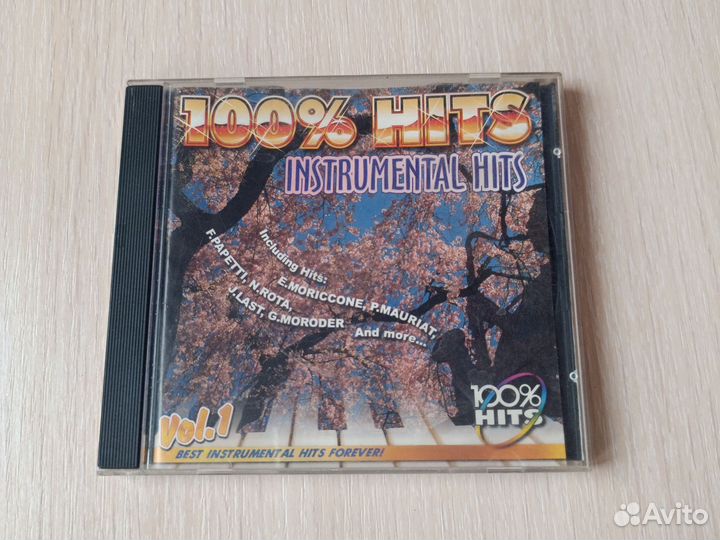 100% HITS
INSTRUMENTAL HITS
Including Hits:
E.MORICCONE, P.MAURIAT,
F.PAPETTI, N.ROTA,
J.LAST, G.MORODER And more...
Vol.1
BEST INSTRUMENTAL HITS FOREVER!
100%
HITS
Avito